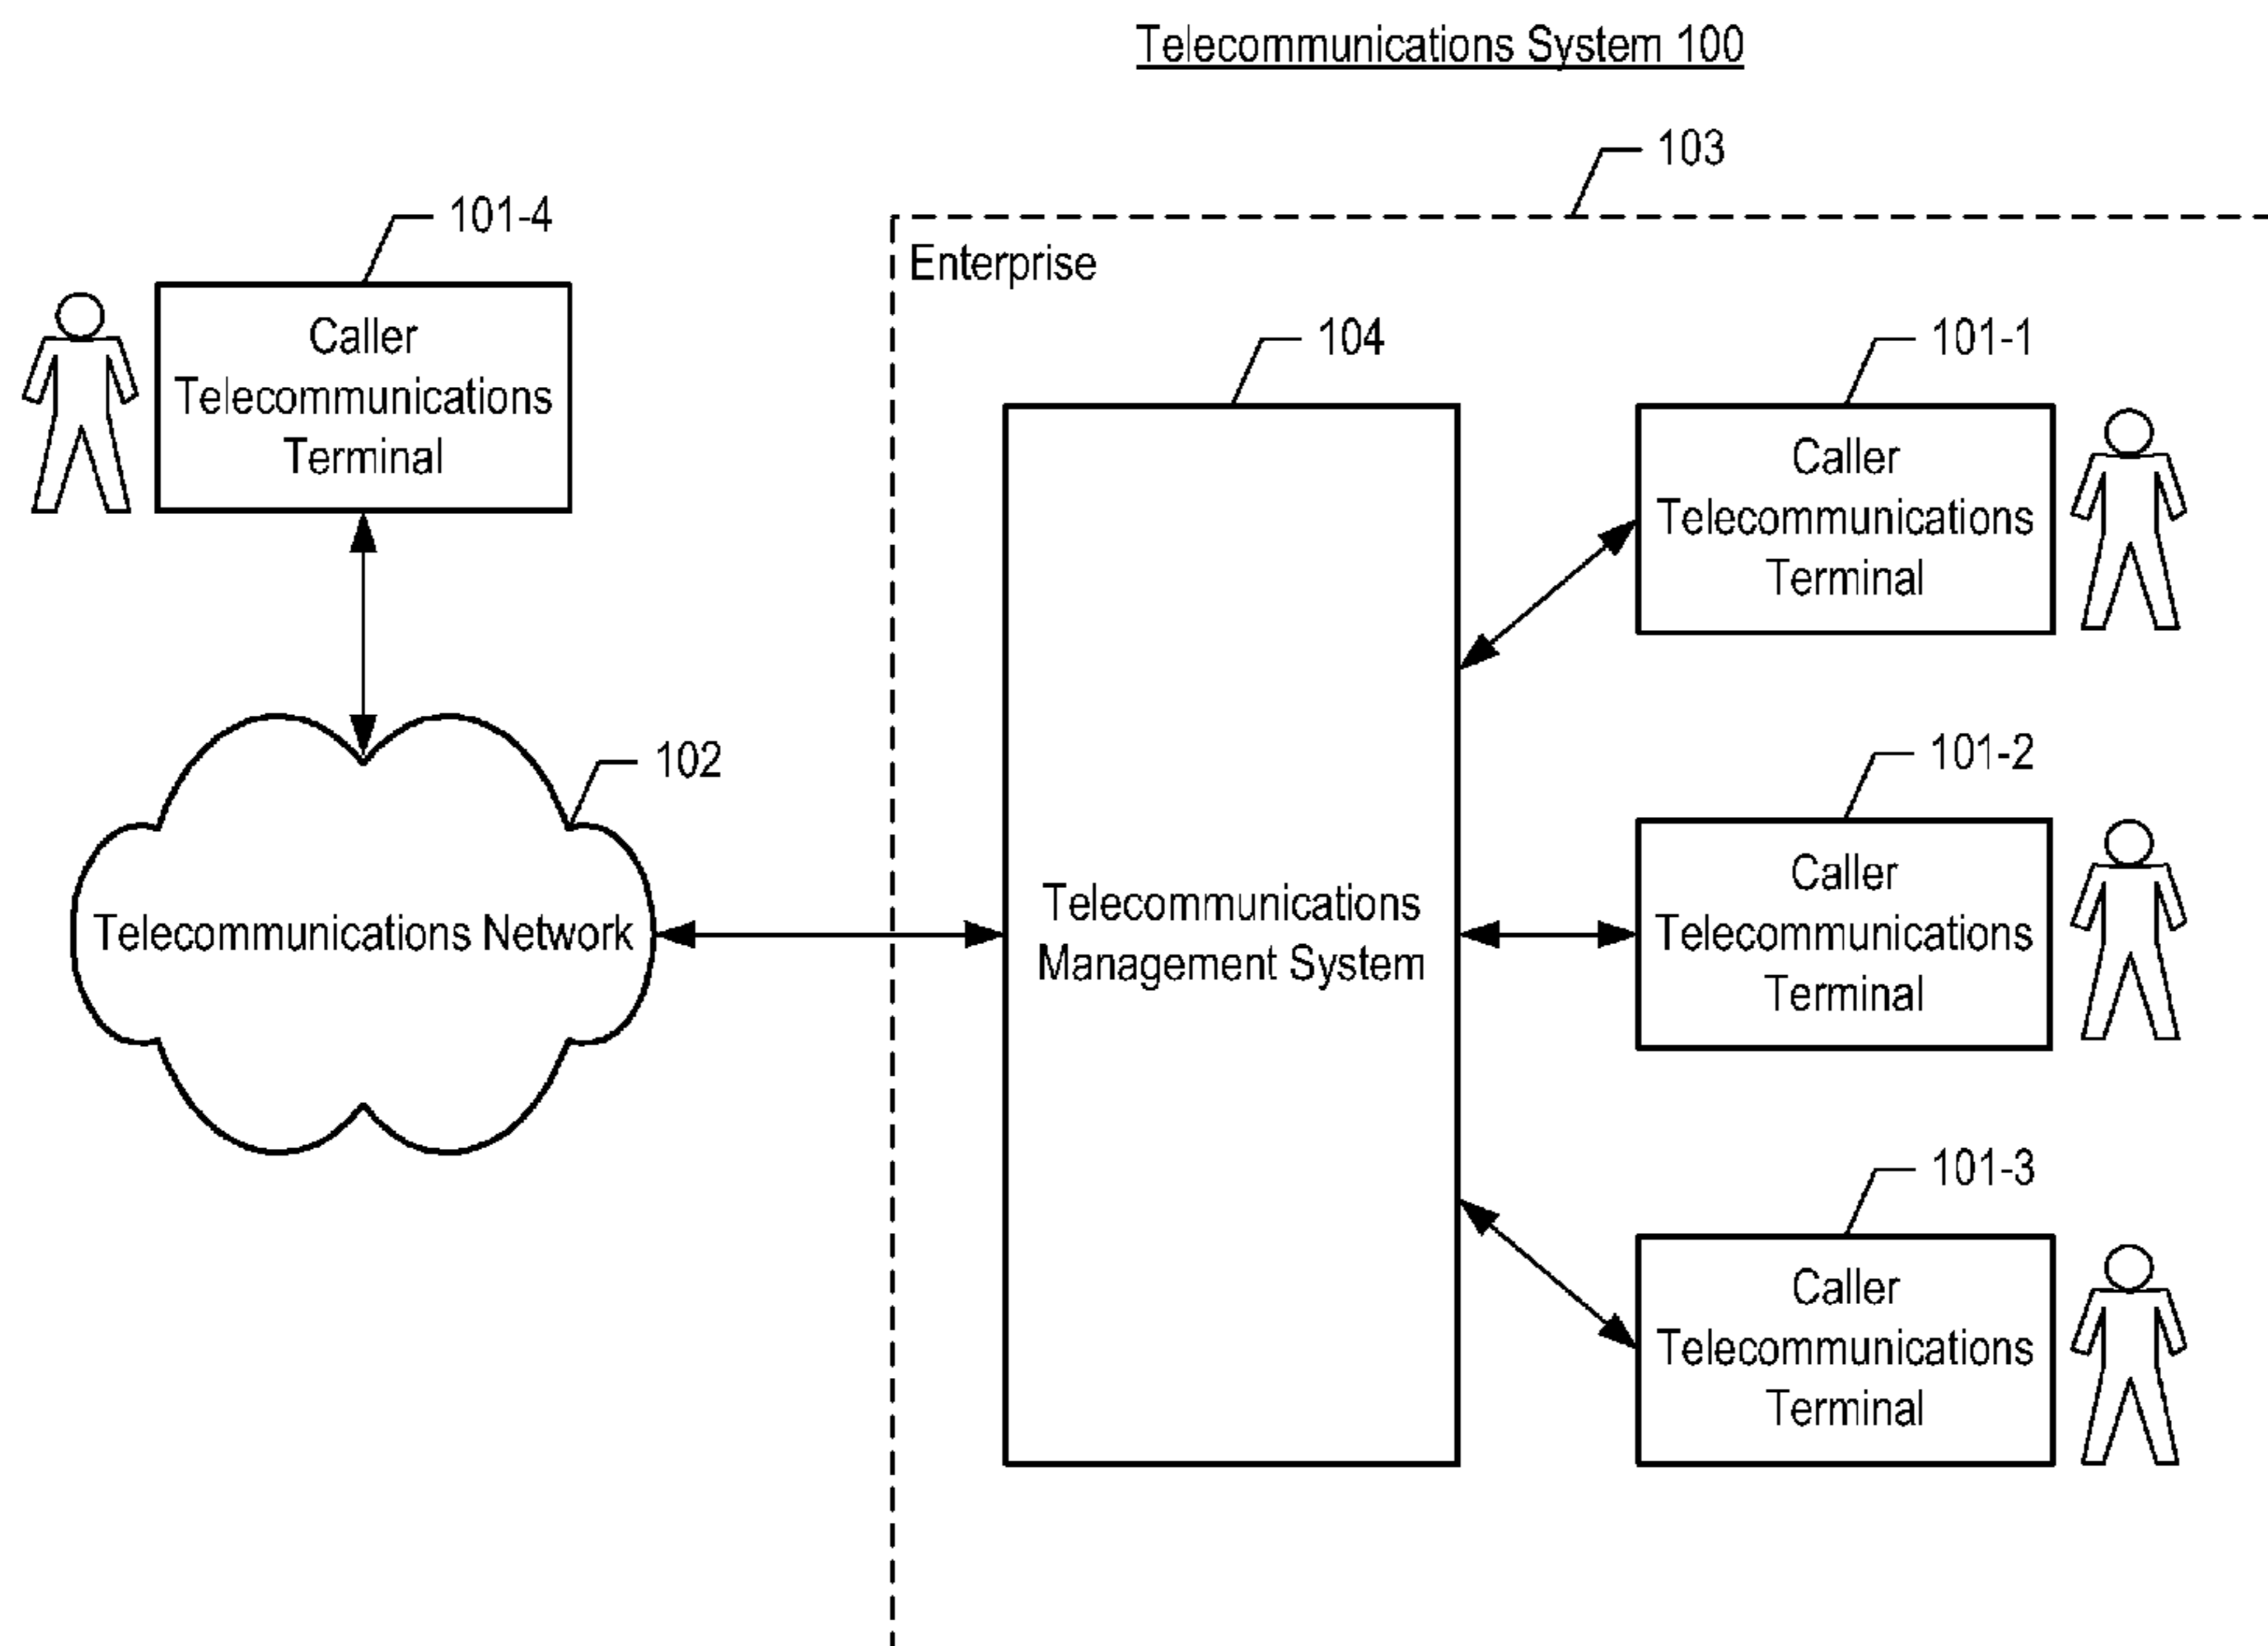 Telecommunications System 100
103
101-4
Enterprise
Caller
Telecommunications
Terminal
104
101-1
Caller
Telecommunications
Terminal
102
101-2
Telecommunications Network
Telecommunications
Management System
Caller
Telecommunications
Terminal
101-3
Caller
Telecommunications
Terminal